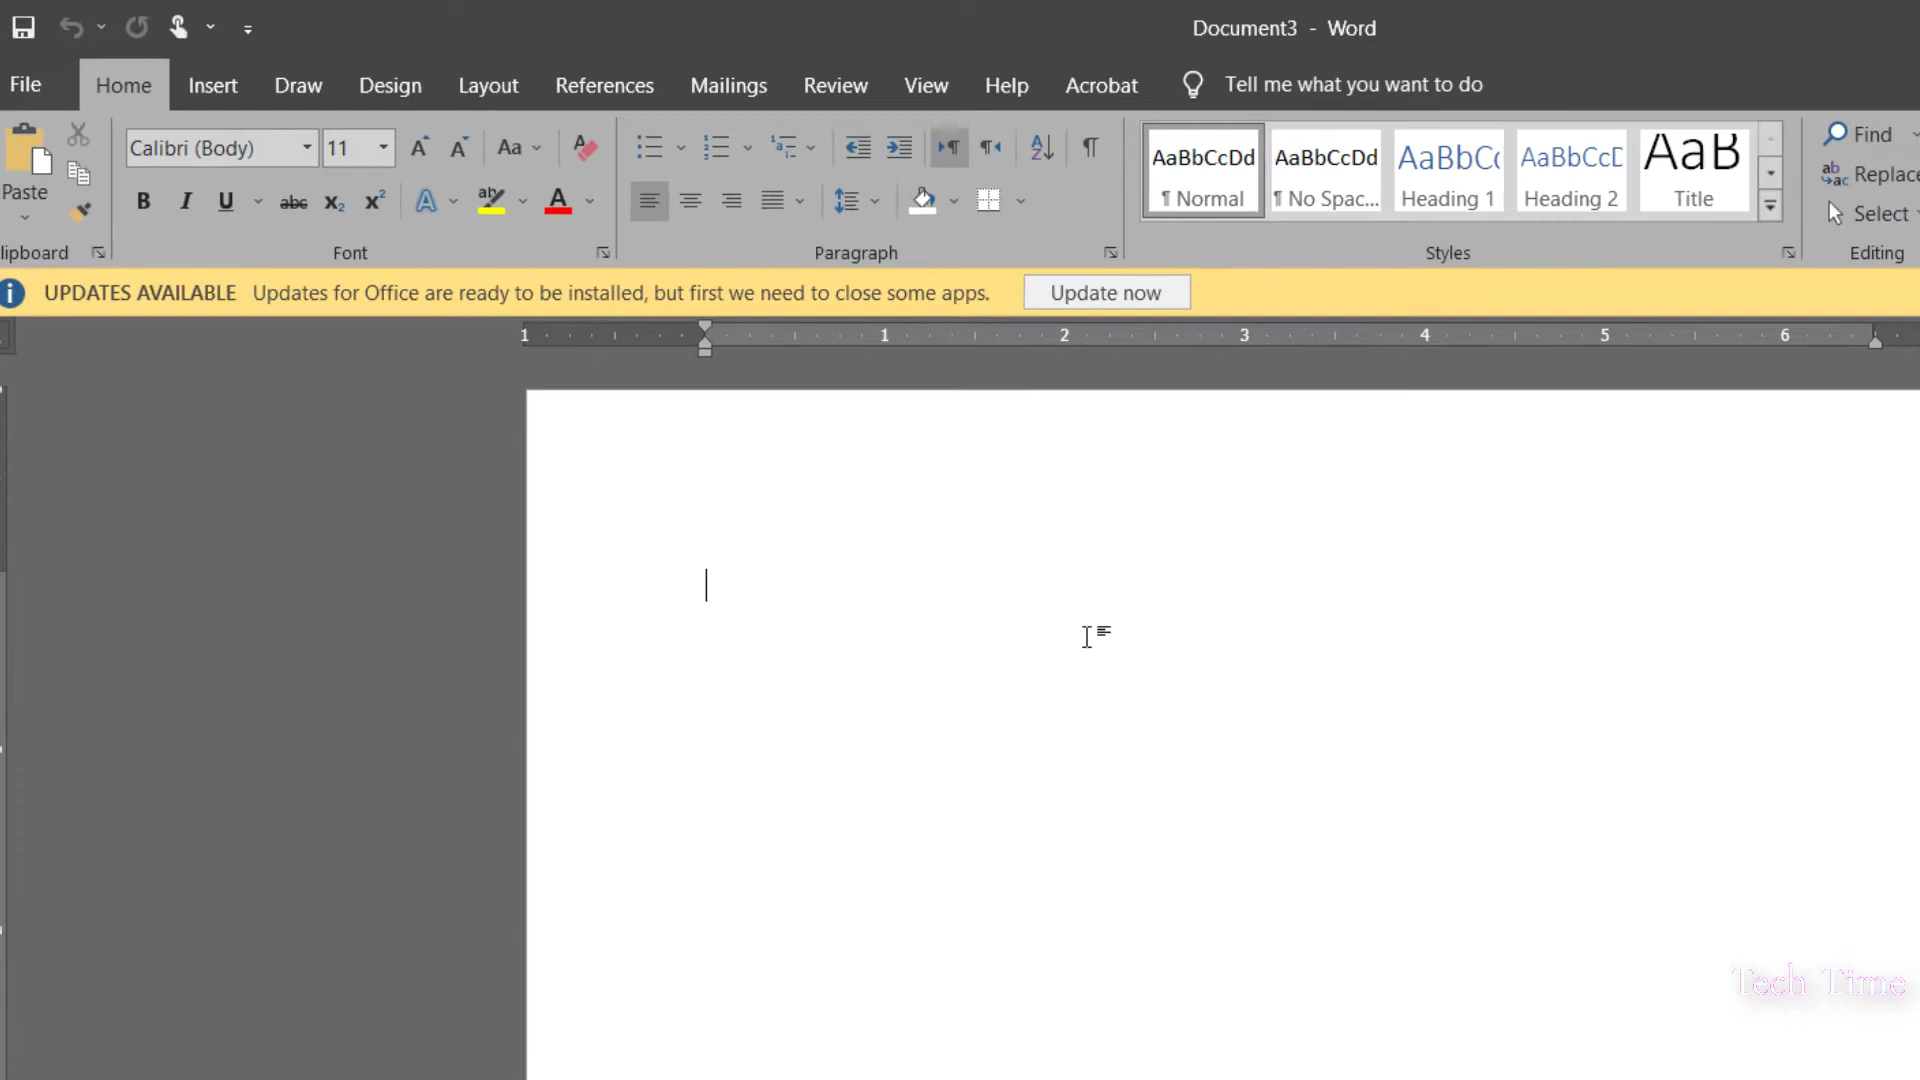 Document3 - Word
File Home Insert Draw Design Layout References Mailings Review View Help Acrobat Tell me what you want to do
Calibri (Body) 11 Aa
Paste
B I U abc x₂ x² A ab A
AaBbCcDd AaBbCcDd AaBbCc AaBbCcD AaB
¶ Normal ¶ No Spac... Heading 1 Heading 2 Title
Find
Replace
Select
lipboard Font Paragraph Styles Editing
UPDATES AVAILABLE Updates for Office are ready to be installed, but first we need to close some apps. Update now
1 1 2 3 4 5 6
Tech Time